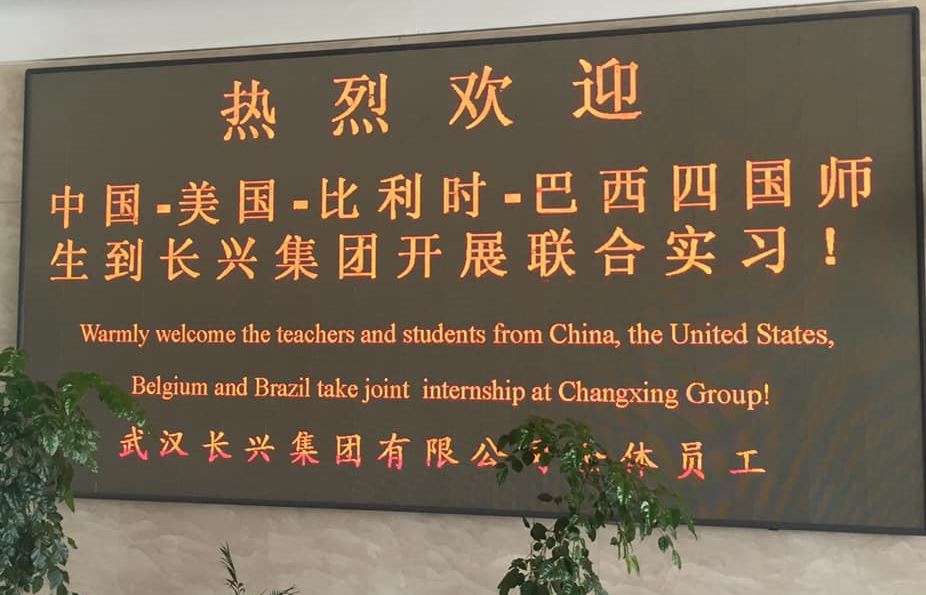 热烈欢迎
中国-美国-比利时-巴西四国师
生到长兴集团开展联合实习！
Warmly welcome the teachers and students from China, the United States,
Belgium and Brazil take joint internship at Changxing Group!
武汉长兴集团有限公司全体员工